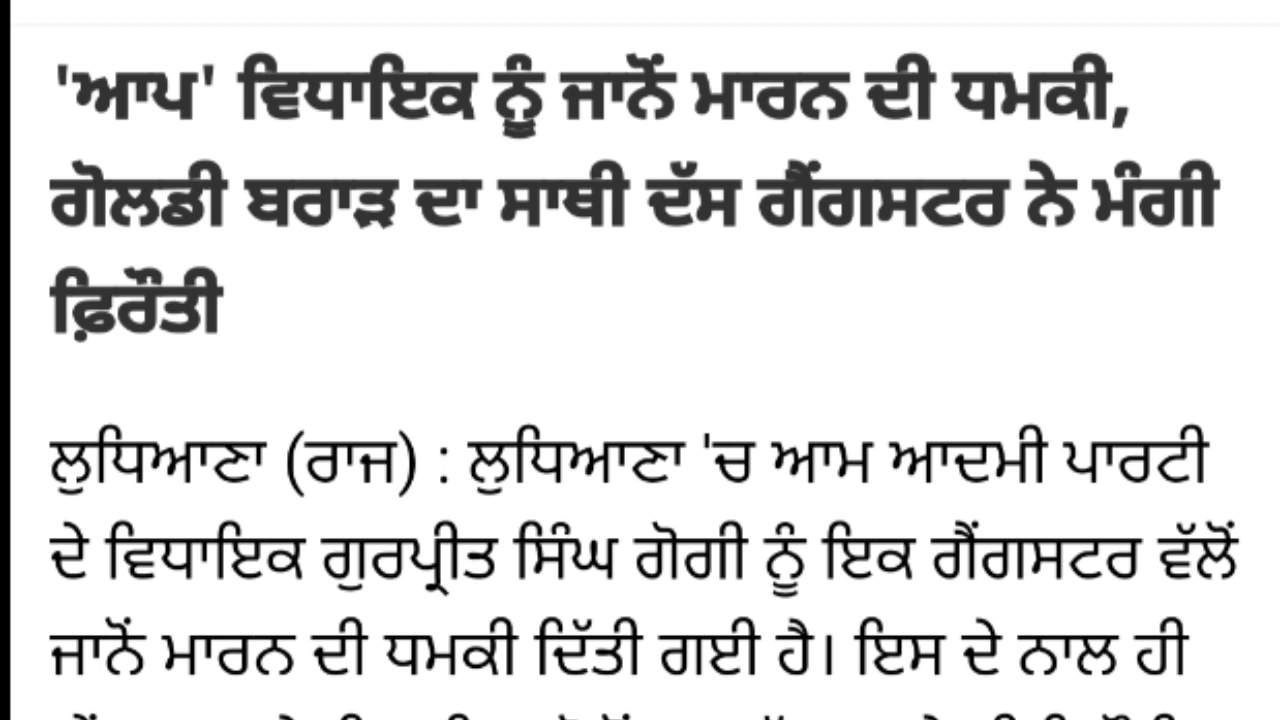 'ਆਪ' ਵਿਧਾਇਕ ਨੂੰ ਜਾਨੋਂ ਮਾਰਨ ਦੀ ਧਮਕੀ,
ਗੋਲਡੀ ਬਰਾੜ ਦਾ ਸਾਥੀ ਦੱਸ ਗੈਂਗਸਟਰ ਨੇ ਮੰਗੀ
ਫ਼ਿਰੌਤੀ
ਲੁਧਿਆਣਾ (ਰਾਜ) : ਲੁਧਿਆਣਾ 'ਚ ਆਮ ਆਦਮੀ ਪਾਰਟੀ
ਦੇ ਵਿਧਾਇਕ ਗੁਰਪ੍ਰੀਤ ਸਿੰਘ ਗੋਗੀ ਨੂੰ ਇਕ ਗੈਂਗਸਟਰ ਵੱਲੋਂ
ਜਾਨੋਂ ਮਾਰਨ ਦੀ ਧਮਕੀ ਦਿੱਤੀ ਗਈ ਹੈ। ਇਸ ਦੇ ਨਾਲ ਹੀ